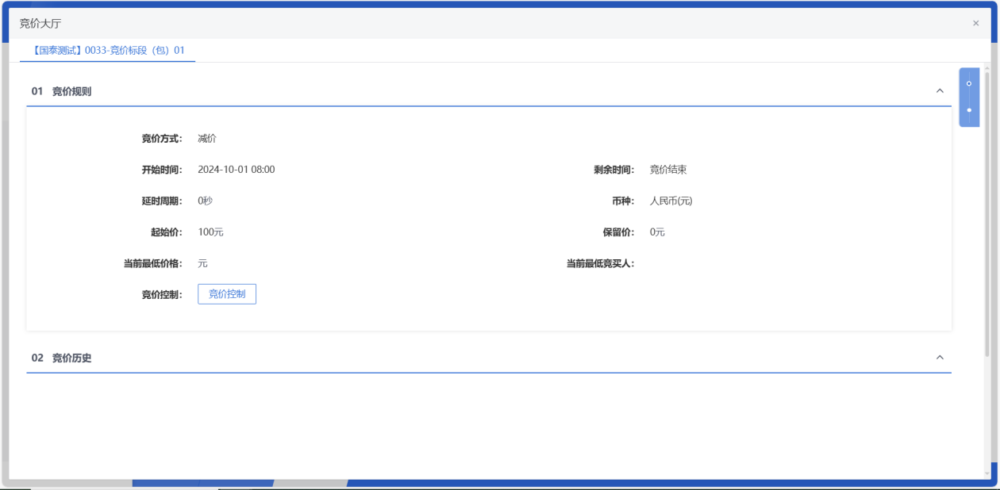 竞价大厅
【国泰测试】0033-竞价标段（包）01
01 竞价规则
竞价方式： 减价
开始时间： 2024-10-01 08:00 剩余时间： 竞价结束
延时周期： 0秒 币种： 人民币(元)
起始价： 100元 保留价： 0元
当前最低价格： 元 当前最低竞买人：
竞价控制： 竞价控制
02 竞价历史